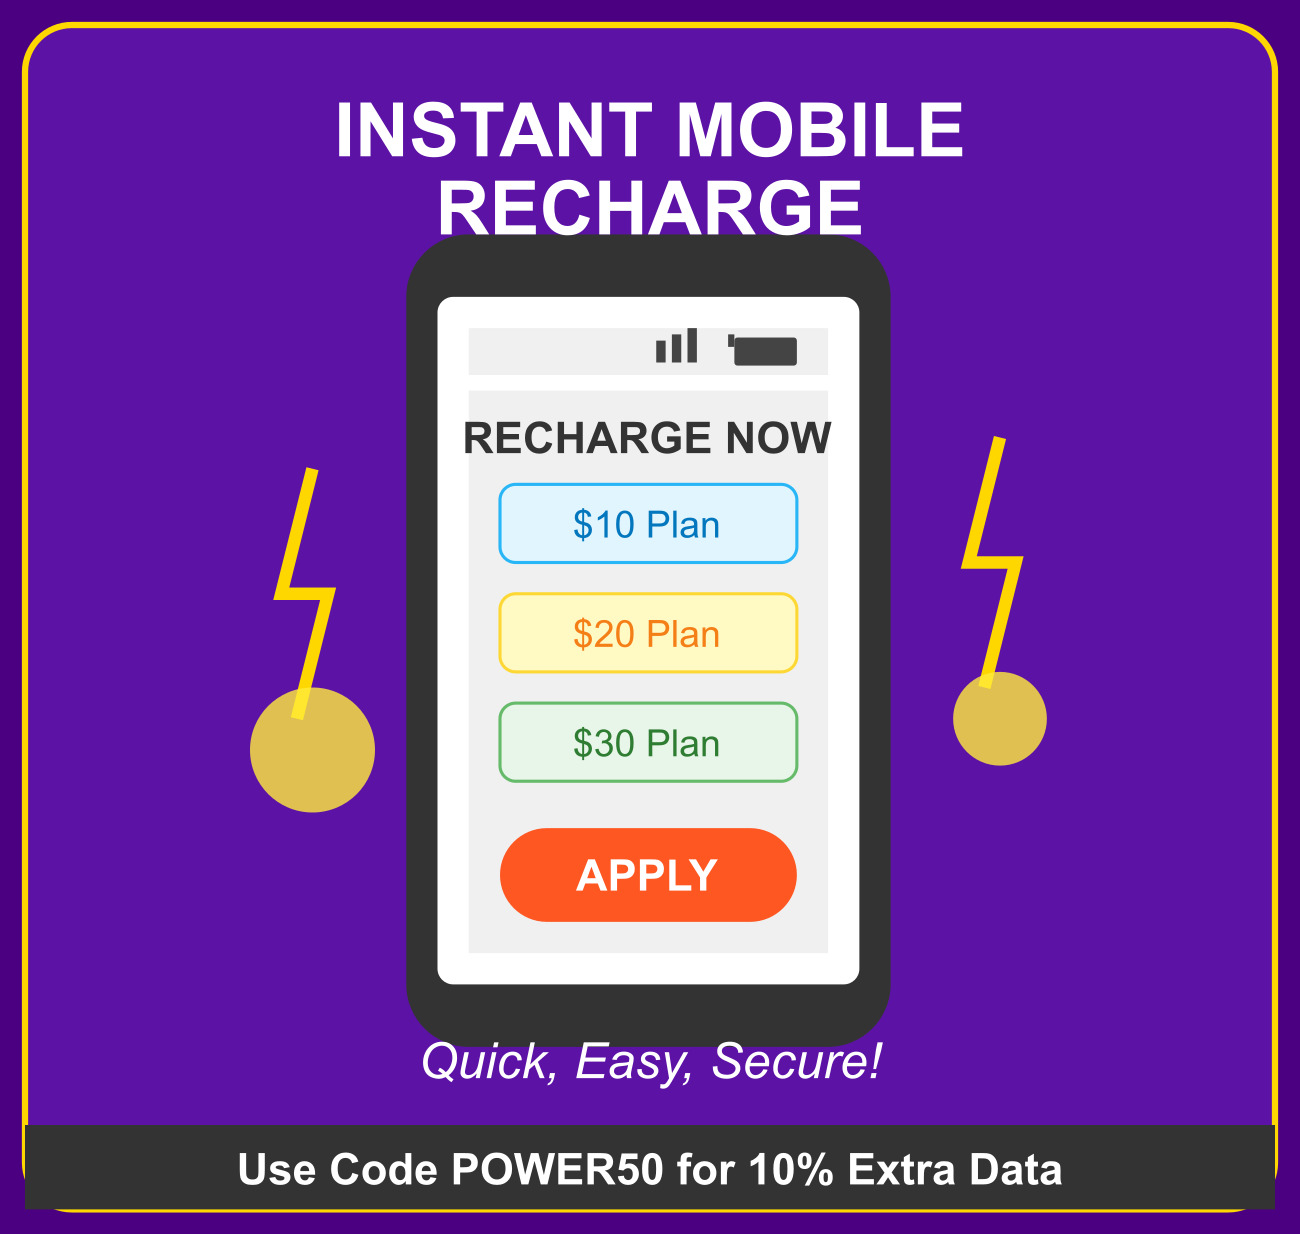 INSTANT MOBILE
RECHARGE
RECHARGE NOW
$10 Plan
$20 Plan
$30 Plan
APPLY
Quick, Easy, Secure!
Use Code POWER50 for 10% Extra Data